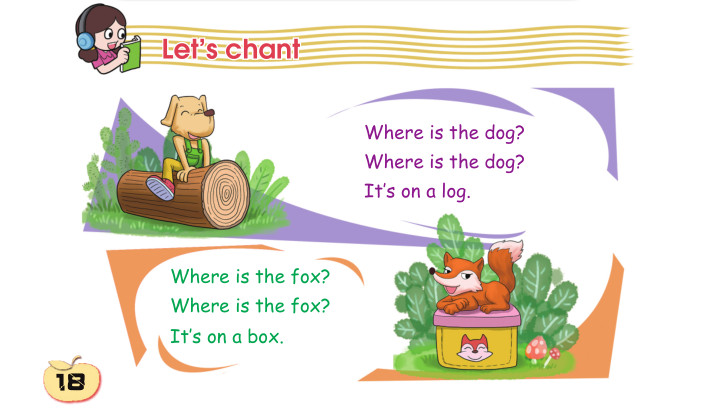 Let's chant
Where is the dog?
Where is the dog?
It's on a log.
Where is the fox?
Where is the fox?
It's on a box.
18